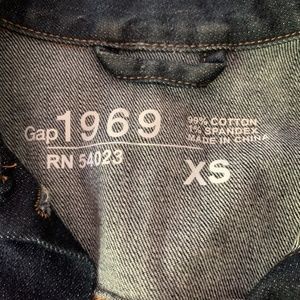 Gap 1969
RN 54023
99% COTTON
1% SPANDEX
MADE IN CHINA
XS